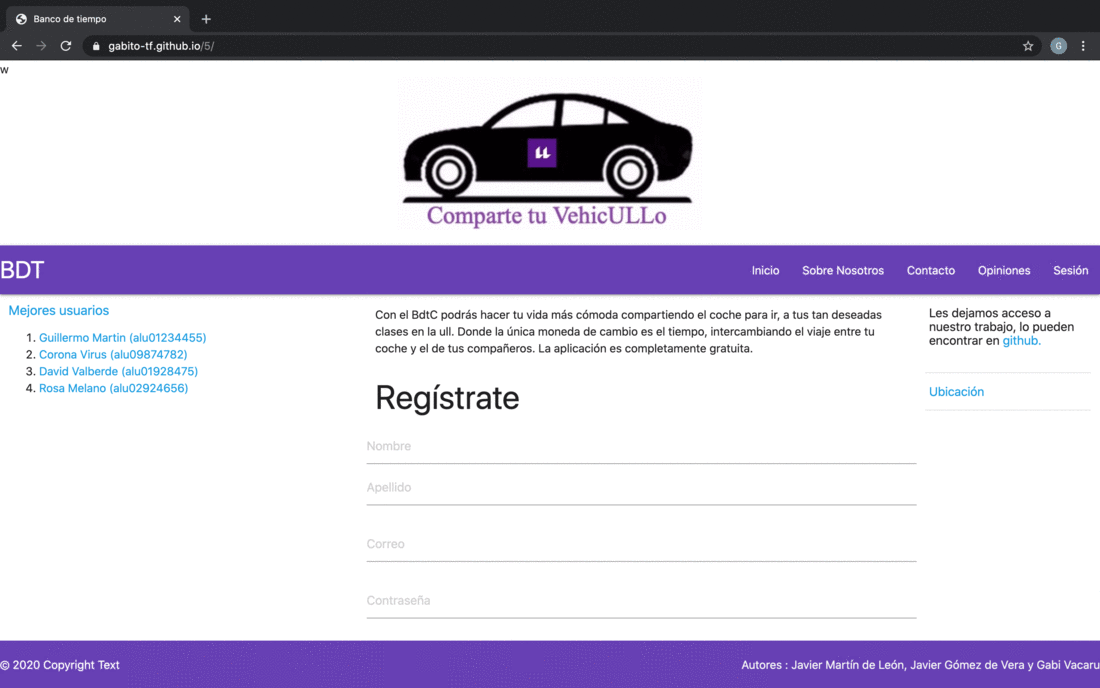 Banco de tiempo
gabito-tf.github.io/5/
G
w
u
Comparte tu VehicULLo
BDT
Inicio
Sobre Nosotros
Contacto
Opiniones
Sesión
Mejores usuarios
1. Guillermo Martin (alu01234455)
2. Corona Virus (alu09874782)
3. David Valberde (alu01928475)
4. Rosa Melano (alu02924656)
Con el BdtC podrás hacer tu vida más cómoda compartiendo el coche para ir, a tus tan deseadas
clases en la ull. Donde la única moneda de cambio es el tiempo, intercambiando el viaje entre tu
coche y el de tus compañeros. La aplicación es completamente gratuita.
Regístrate
Nombre
Apellido
Correo
Contraseña
Les dejamos acceso a
nuestro trabajo, lo pueden
encontrar en github.
Ubicación
© 2020 Copyright Text
Autores : Javier Martín de León, Javier Gómez de Vera y Gabi Vacaru